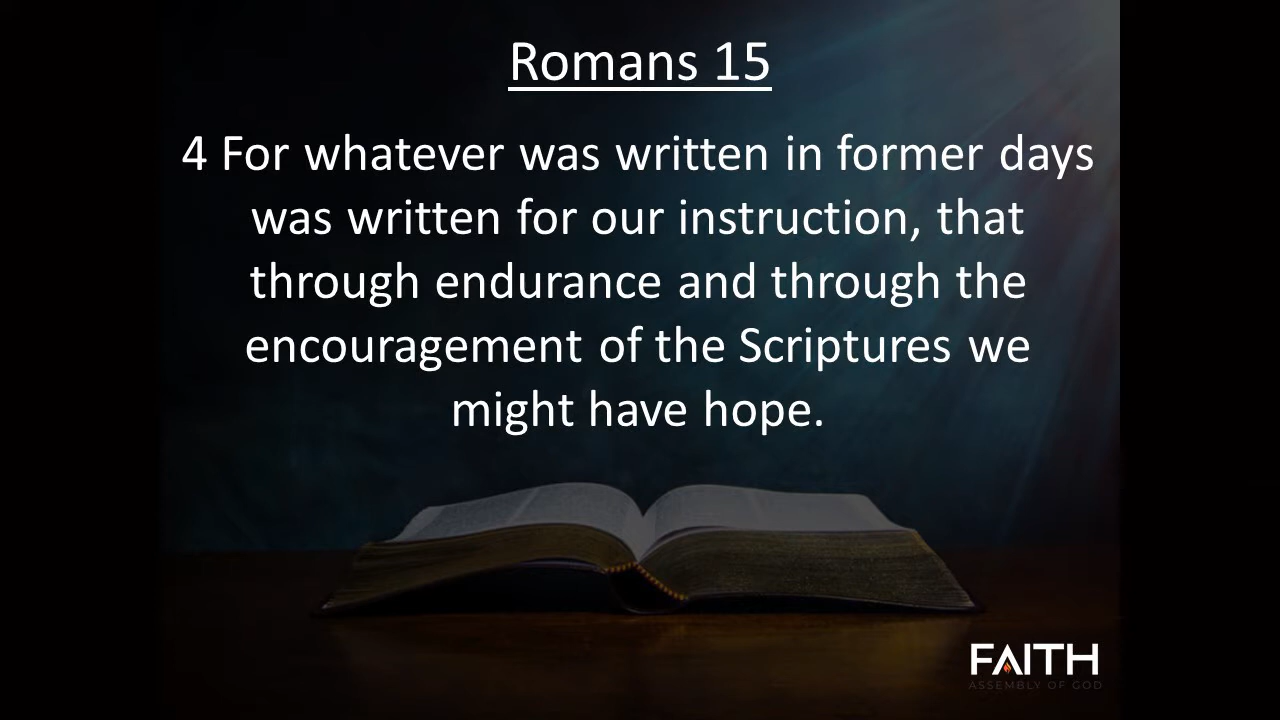 Romans 15
4 For whatever was written in former days
was written for our instruction, that
through endurance and through the
encouragement of the Scriptures we
might have hope.
FAITH
ASSEMBLY OF GOD